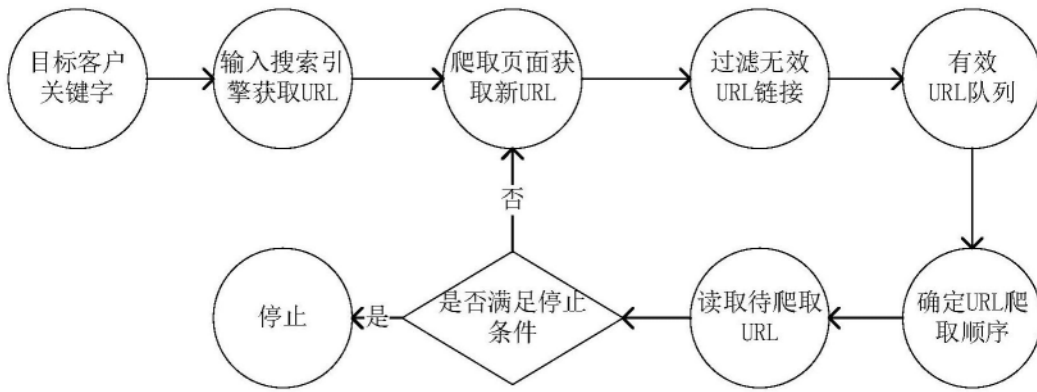 目标客户
关键字
输入搜索引
擎获取URL
爬取页面获
取新URL
过滤无效
URL链接
有效
URL队列
否
停止
是
是否满足停止
条件
读取待爬取
URL
确定URL爬
取顺序